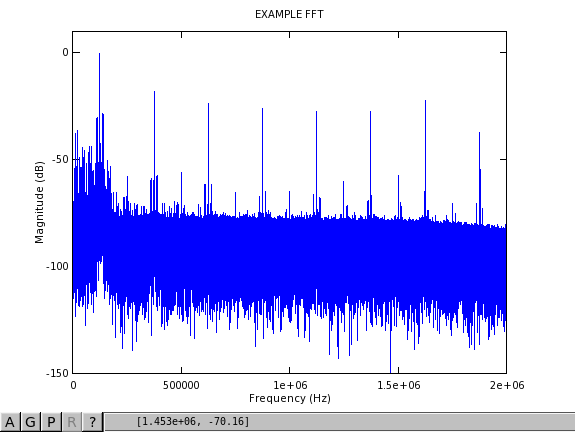 EXAMPLE FFT
0
-50
-100
-150
Magnitude (dB)
0 500000 1e+06 1.5e+06 2e+06
Frequency (Hz)
A G P R ? [1.453e+06, -70.16]